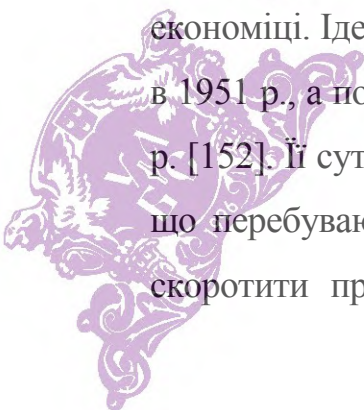 економіці. Іде
в 1951 р., а по
р. [152]. Її сут
що перебуваю
скоротити пр